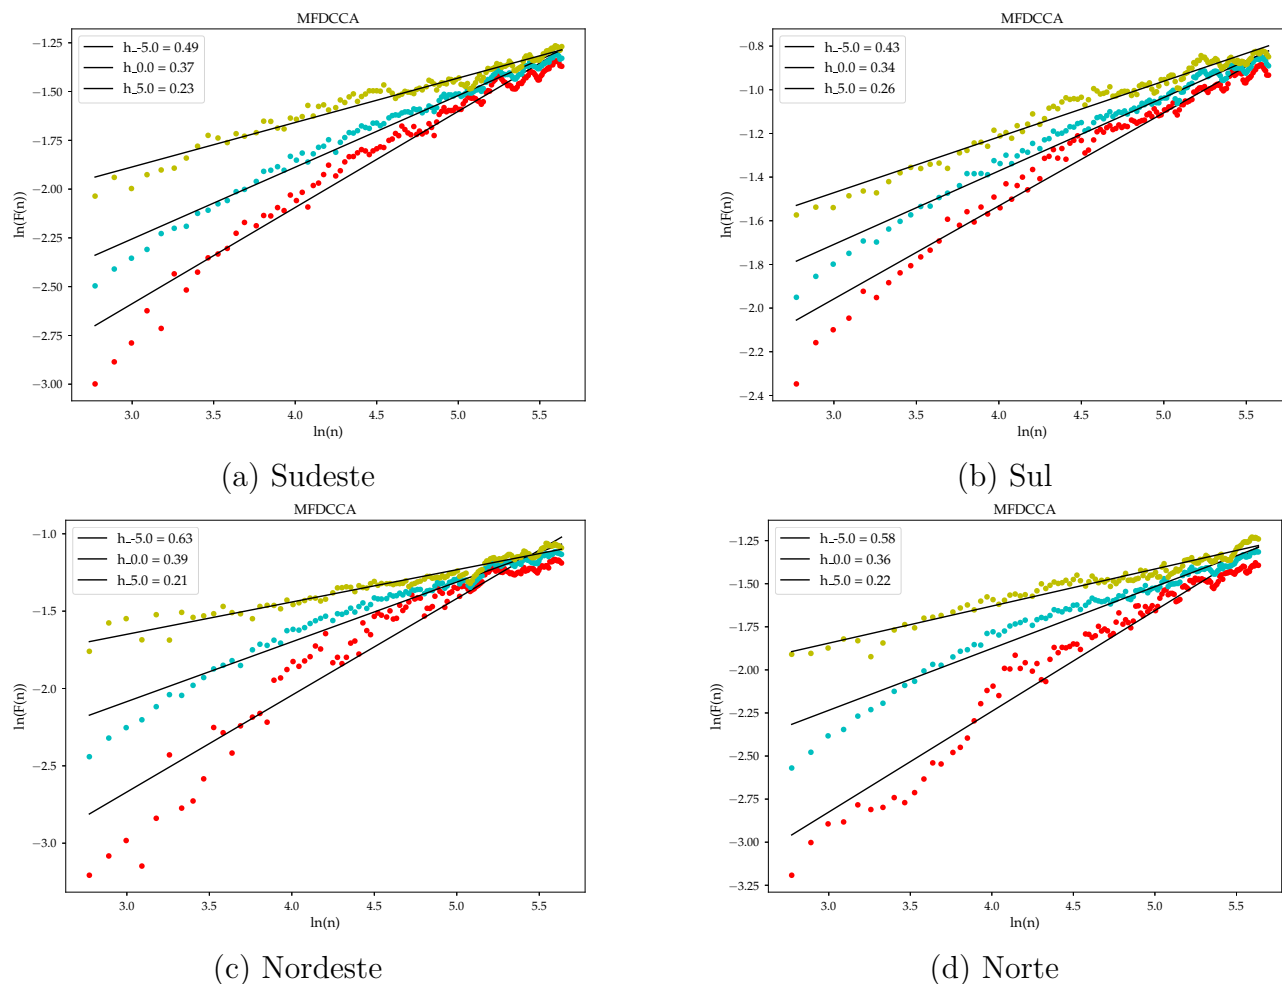 MFDCCA
h_-5.0 = 0.49
h_0.0 = 0.37
h_5.0 = 0.23
ln(F(n))
−1.25
−1.50
−1.75
−2.00
−2.25
−2.50
−2.75
−3.00
3.0 3.5 4.0 4.5 5.0 5.5
ln(n)
(a) Sudeste
MFDCCA
h_-5.0 = 0.43
h_0.0 = 0.34
h_5.0 = 0.26
ln(F(n))
−0.8
−1.0
−1.2
−1.4
−1.6
−1.8
−2.0
−2.2
−2.4
3.0 3.5 4.0 4.5 5.0 5.5
ln(n)
(b) Sul
MFDCCA
h_-5.0 = 0.63
h_0.0 = 0.39
h_5.0 = 0.21
ln(F(n))
−1.0
−1.5
−2.0
−2.5
−3.0
3.0 3.5 4.0 4.5 5.0 5.5
ln(n)
(c) Nordeste
MFDCCA
h_-5.0 = 0.58
h_0.0 = 0.36
h_5.0 = 0.22
ln(F(n))
−1.25
−1.50
−1.75
−2.00
−2.25
−2.50
−2.75
−3.00
−3.25
3.0 3.5 4.0 4.5 5.0 5.5
ln(n)
(d) Norte